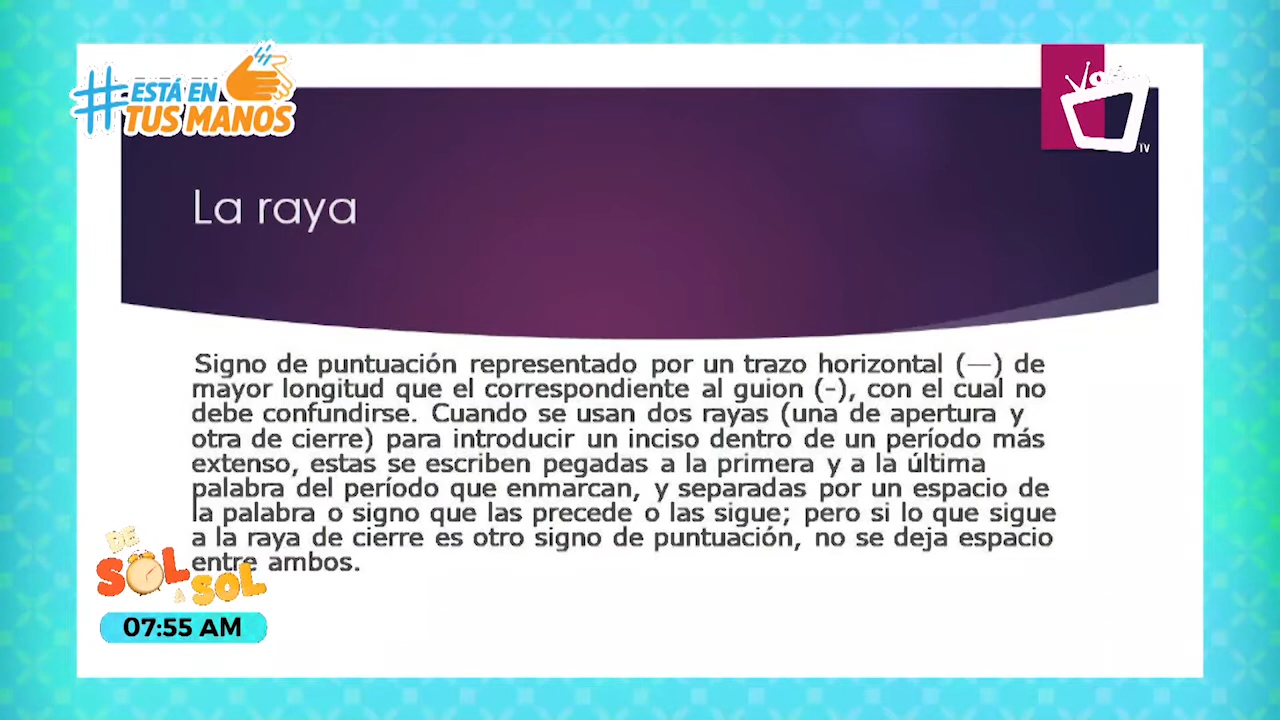 #ESTÁ EN
TUS MANOS
TV
La raya
Signo de puntuación representado por un trazo horizontal (—) de
mayor longitud que el correspondiente al guion (-), con el cual no
debe confundirse. Cuando se usan dos rayas (una de apertura y
otra de cierre) para introducir un inciso dentro de un período más
extenso, estas se escriben pegadas a la primera y a la última
palabra del período que enmarcan, y separadas por un espacio de
la palabra o signo que las precede o las sigue; pero si lo que sigue
a la raya de cierre es otro signo de puntuación, no se deja espacio
entre ambos.
DE
SOL
A
SOL
07:55 AM